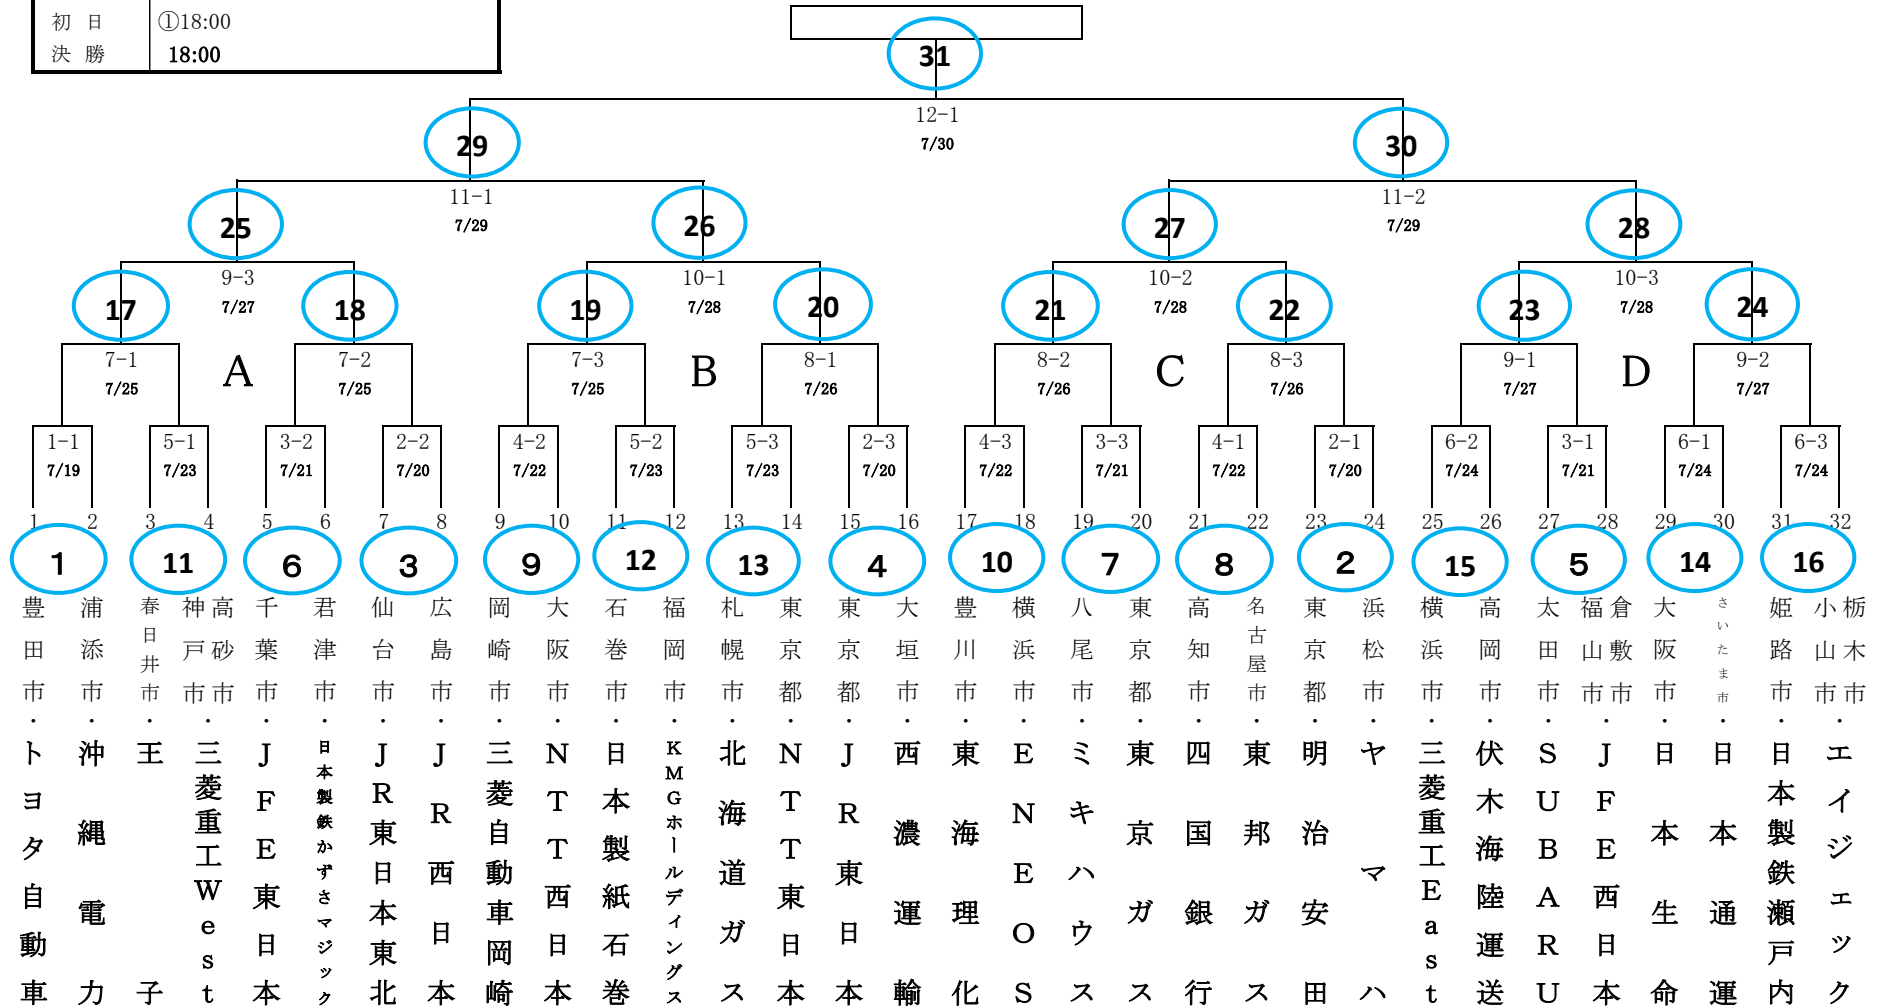 初 日 ①18:00
決 勝 18:00
31
12-1
7/30
29 30
11-1 11-2
7/29 7/29
25 26 27 28
9-3 10-1 10-2 10-3
7/27 7/28 7/28 7/28
17 18 19 20 21 22 23 24
7-1 7-2 7-3 8-1 8-2 8-3 9-1 9-2
A B C D
7/25 7/25 7/25 7/26 7/26 7/26 7/27 7/27
1-1 5-1 3-2 2-2 4-2 5-2 5-3 2-3 4-3 3-3 4-1 2-1 6-2 3-1 6-1 6-3
7/19 7/23 7/21 7/20 7/22 7/23 7/23 7/20 7/22 7/21 7/22 7/20 7/24 7/21 7/24 7/24
1 2 3 4 5 6 7 8 9 10 11 12 13 14 15 16 17 18 19 20 21 22 23 24 25 26 27 28 29 30 31 32
1 11 6 3 9 12 13 4 10 7 8 2 15 5 14 16
豊田市・トヨタ自動車
浦添市・沖縄電力
春日井市・王子
神戸市 高砂市・三菱重工West
千葉市・JFE東日本
君津市・日本製鉄かずさマジック
仙台市・JR東日本東北
広島市・JR西日本
岡崎市・三菱自動車岡崎
大阪市・NTT西日本
石巻市・日本製紙石巻
福岡市・KMGホールディングス
札幌市・北海道ガス
東京都・NTT東日本
東京都・JR東日本
大垣市・西濃運輸
豊川市・東海理化
横浜市・ENEOS
八尾市・ミキハウス
東京都・東京ガス
高知市・四国銀行
名古屋市・東邦ガス
東京都・明治安田
浜松市・ヤマハ
横浜市・三菱重工East
高岡市・伏木海陸運送
太田市・SUBARU
福山市 倉敷市・JFE西日本
大阪市・日本生命
さいたま市・日本通運
姫路市・日本製鉄瀬戸内
小山市 栃木市・エイジェック